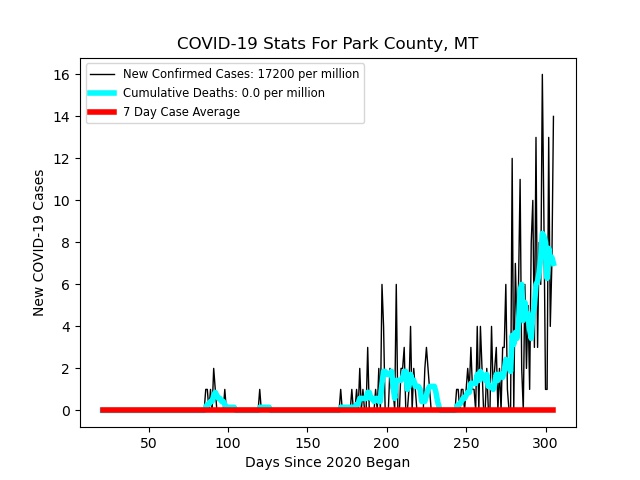 COVID-19 Stats For Park County, MT
New Confirmed Cases: 17200 per million
Cumulative Deaths: 0.0 per million
7 Day Case Average
New COVID-19 Cases
16
14
12
10
8
6
4
2
0
50 100 150 200 250 300
Days Since 2020 Began